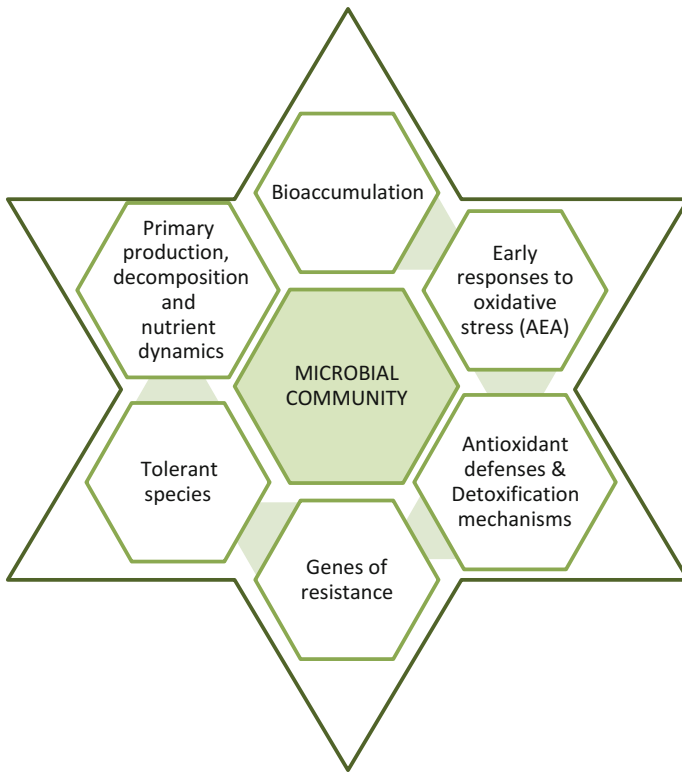 Bioaccumulation
Early
responses to
oxidative
stress (AEA)
Antioxidant
defenses &
Detoxification
mechanisms
Genes of
resistance
Tolerant
species
Primary
production,
decomposition
and
nutrient
dynamics
MICROBIAL
COMMUNITY